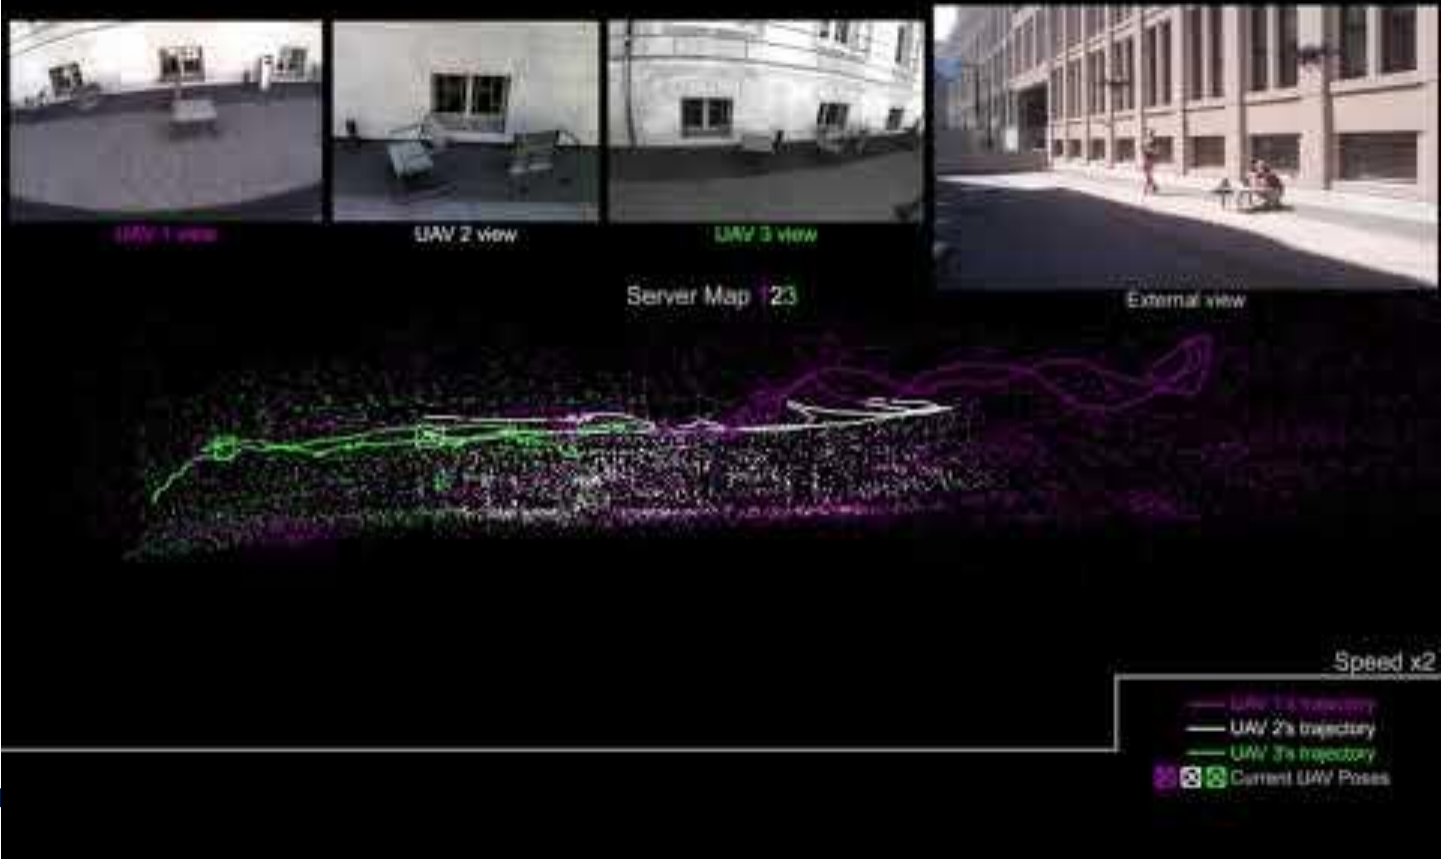 UAV 1 view
UAV 2 view
UAV 3 view
External view
Server Map 123
Speed x2
UAV 1's trajectory
UAV 2's trajectory
UAV 3's trajectory
Current UAV Poses